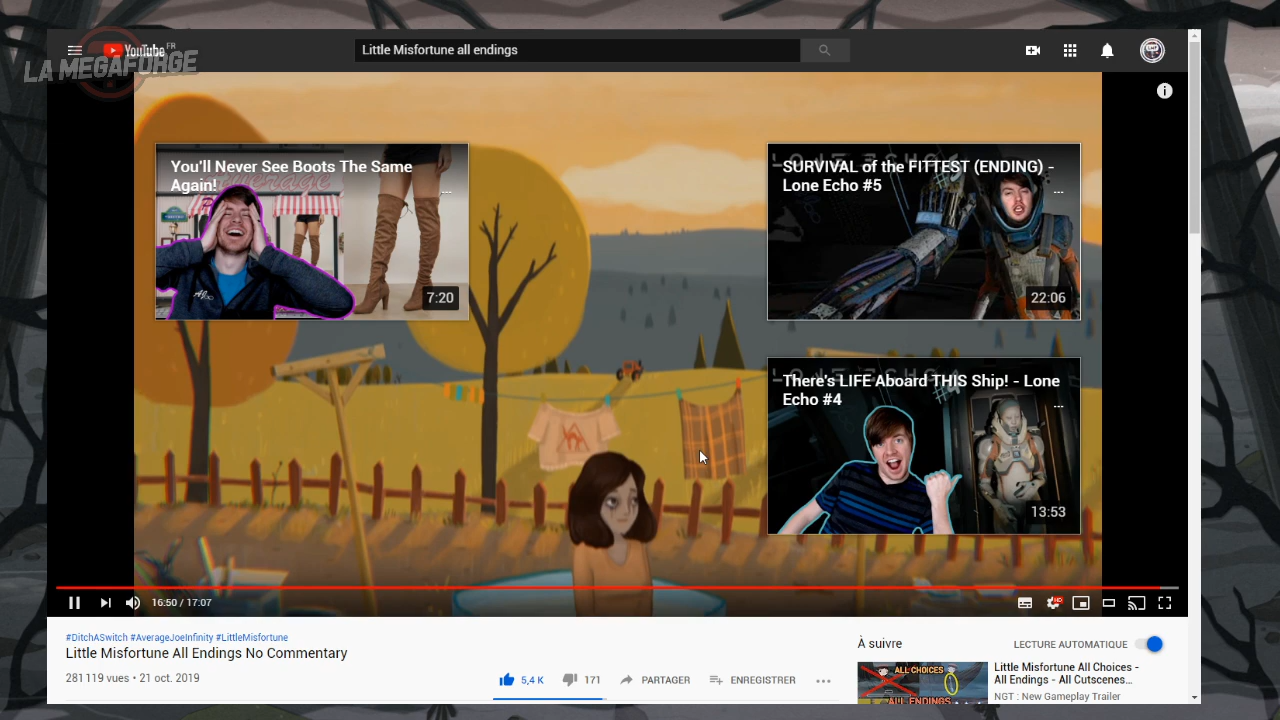 YouTube FR
LA MEGAFORGE
Little Misfortune all endings
You'll Never See Boots The Same
Again!
7:20
SURVIVAL of the FITTEST (ENDING) -
Lone Echo #5
22:06
There's LIFE Aboard THIS Ship! - Lone
Echo #4
13:53
16:50 / 17:07
HD
#DitchASwitch #AverageJoeInfinity #LittleMisfortune
Little Misfortune All Endings No Commentary
281 119 vues • 21 oct. 2019
5,4 K
171
PARTAGER
ENREGISTRER
À suivre
LECTURE AUTOMATIQUE
ALL CHOICES
ALL ENDINGS
Little Misfortune All Choices -
All Endings - All Cutscenes...
NGT : New Gameplay Trailer